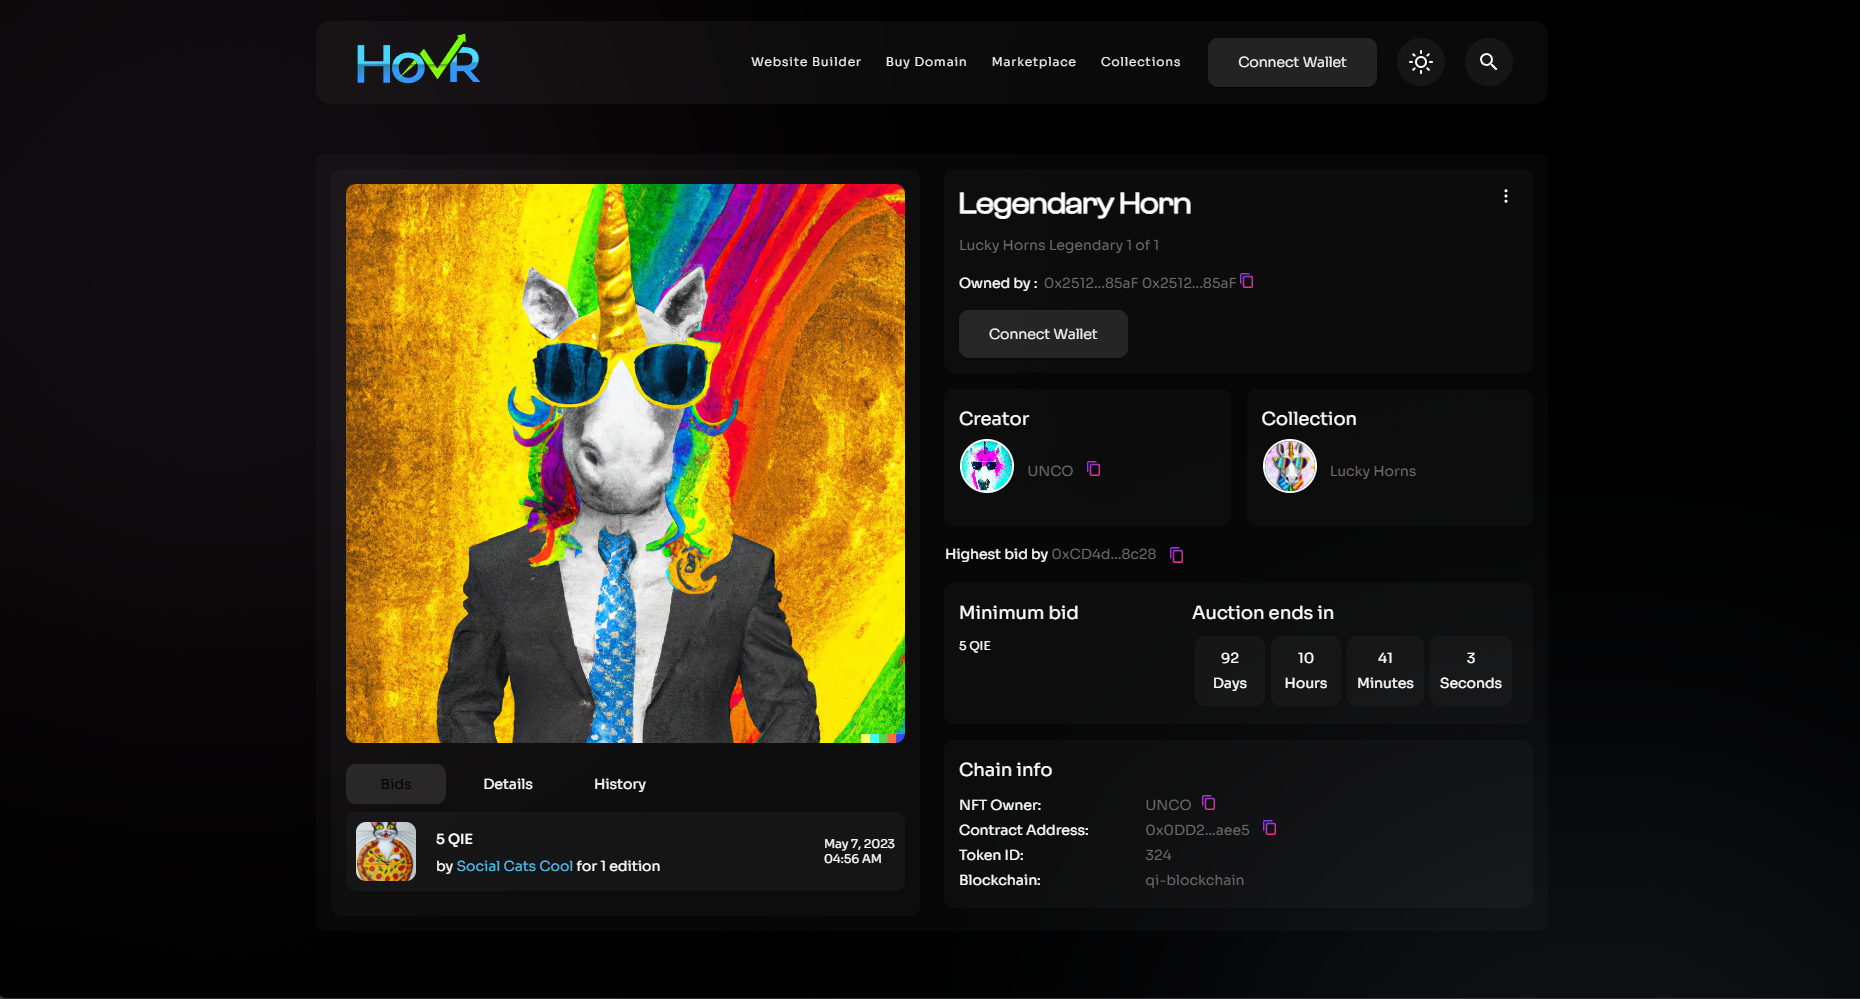 HoVR
Website Builder
Buy Domain
Marketplace
Collections
Connect Wallet
Legendary Horn
Lucky Horns Legendary 1 of 1
Owned by : 0x2512...85aF 0x2512...85aF
Connect Wallet
Creator
UNCO
Collection
Lucky Horns
Highest bid by 0xCD4d...8c28
Minimum bid
5 QIE
Auction ends in
92 Days
10 Hours
41 Minutes
3 Seconds
Chain info
NFT Owner: UNCO
Contract Address: 0x0DD2...aee5
Token ID: 324
Blockchain: qi-blockchain
Bids
Details
History
5 QIE
by Social Cats Cool for 1 edition
May 7, 2023
04:56 AM